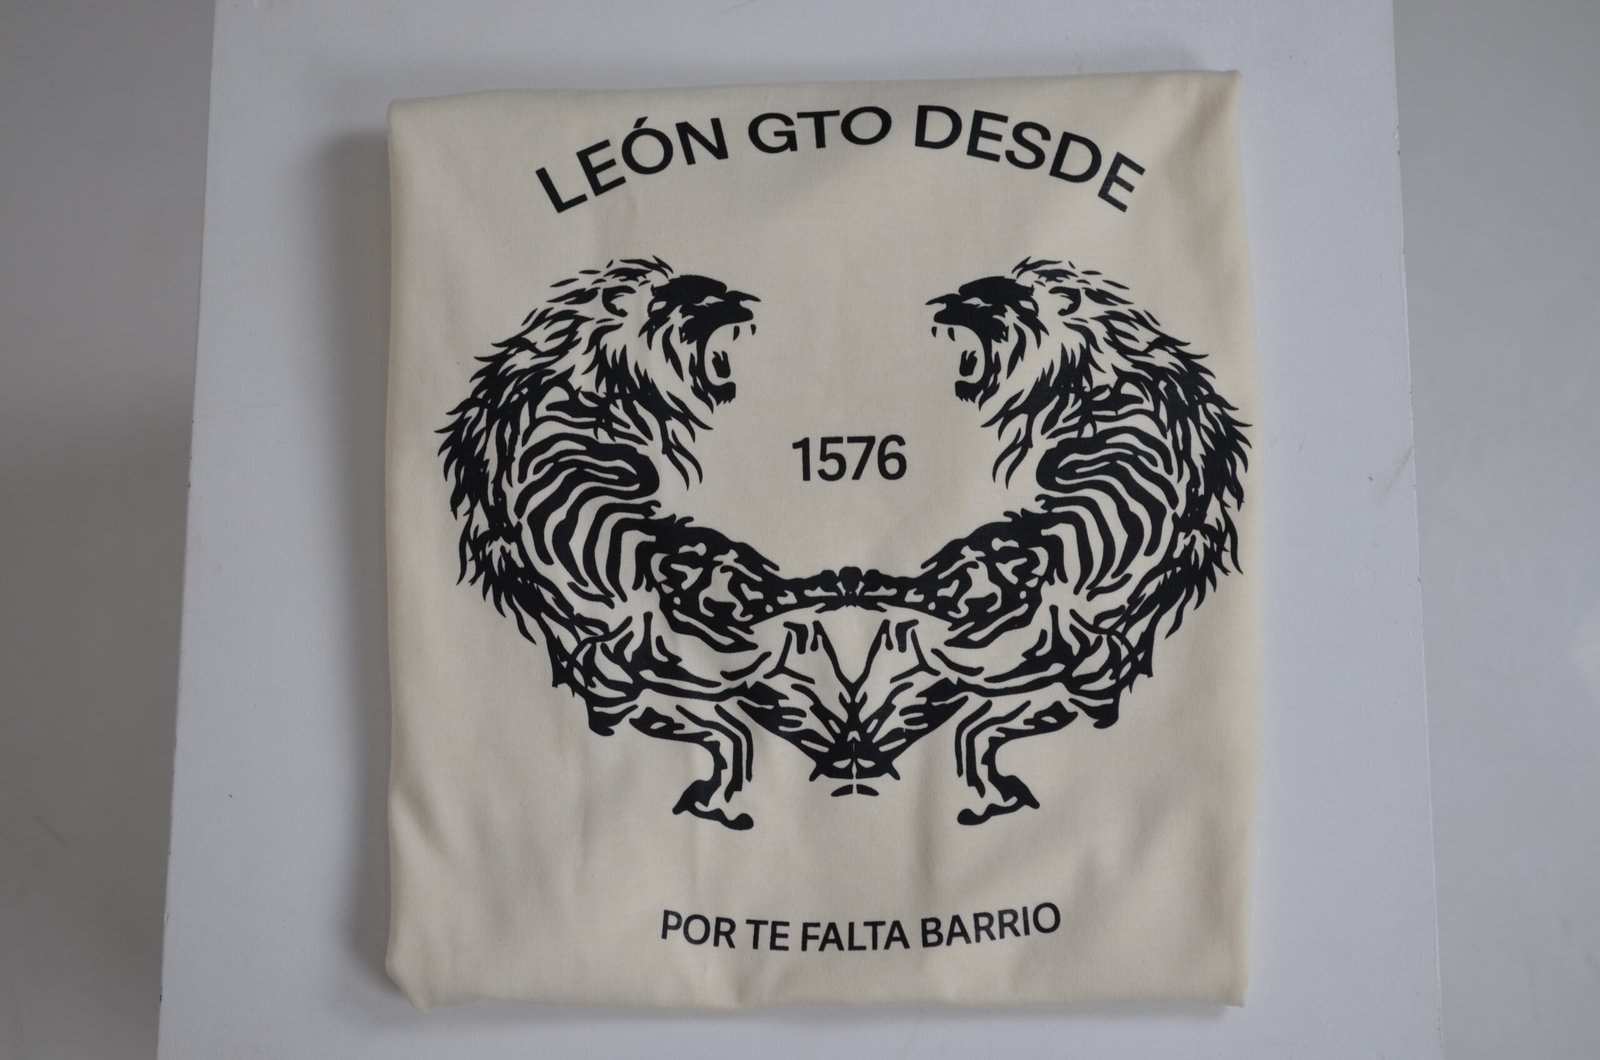 LEÓN GTO DESDE
1576
POR TE FALTA BARRIO